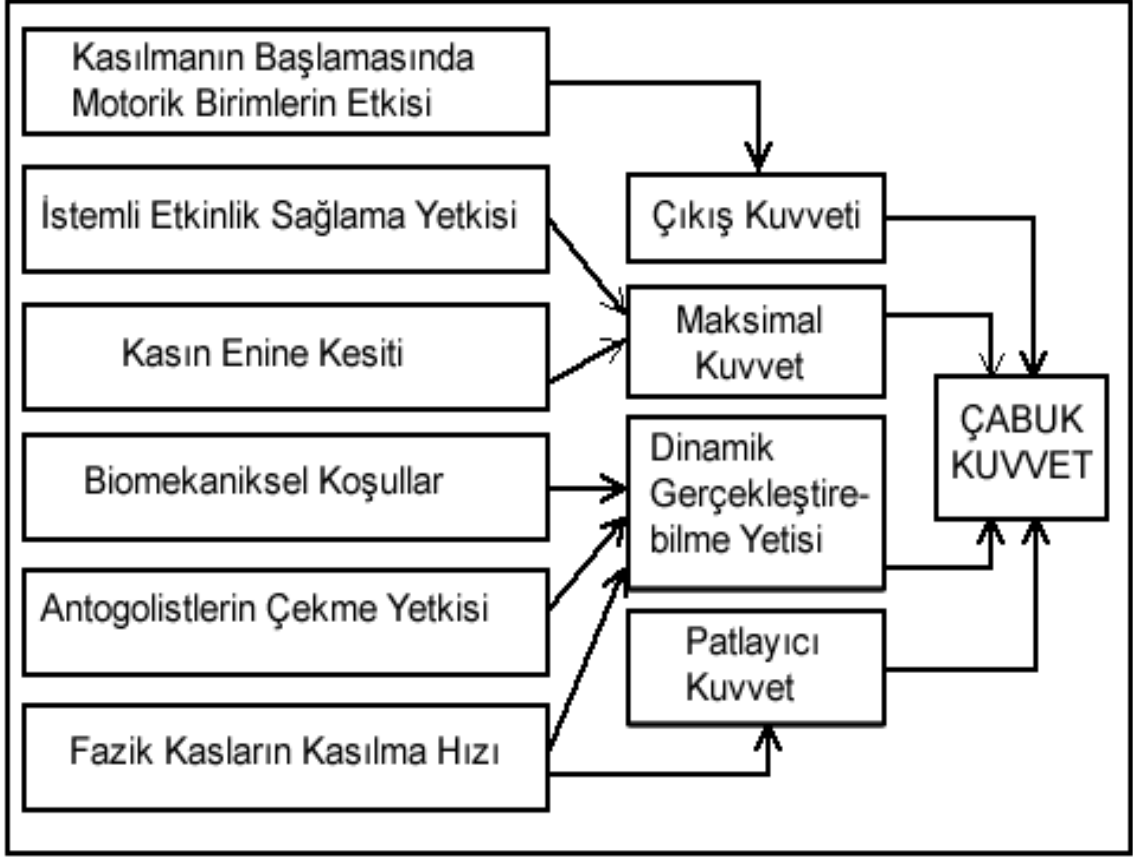 Kasılmanın Başlamasında
Motorik Birimlerin Etkisi
İstemli Etkinlik Sağlama Yetkisi
Kasın Enine Kesiti
Biomekaniksel Koşullar
Antogolistlerin Çekme Yetkisi
Fazik Kasların Kasılma Hızı
Çıkış Kuvveti
Maksimal
Kuvvet
Dinamik
Gerçekleştire-
bilme Yetisi
Patlayıcı
Kuvvet
ÇABUK
KUVVET